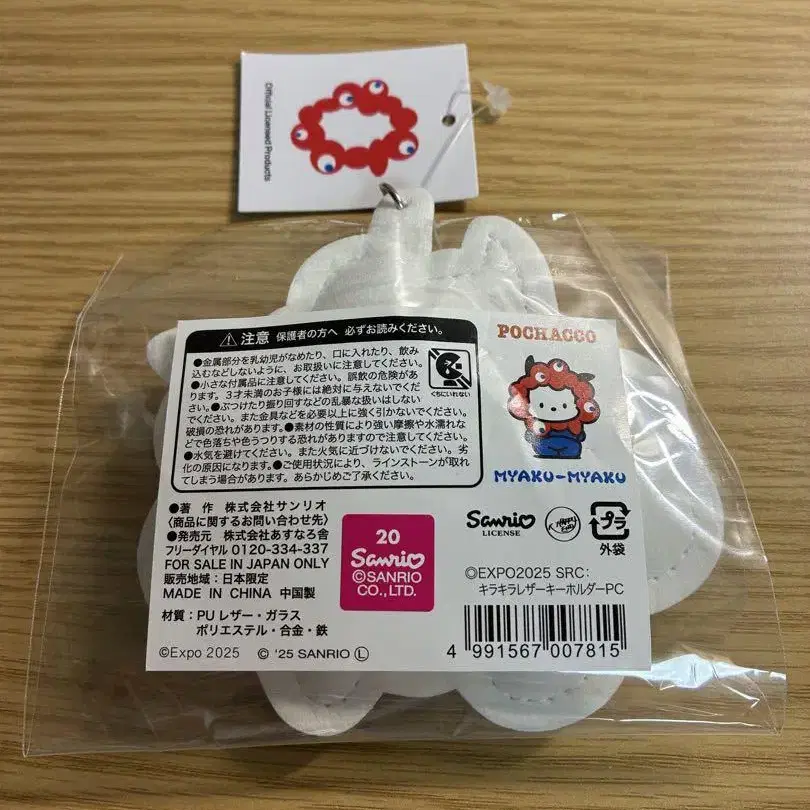 Official Licensed Products
注意 保護者の方へ 必ずお読みください。
●金属部分を乳幼児がなめたり、口に入れたり、飲み
込むなどしないように、お取扱いに注意してください。
●小さな付属品に注意してください。誤飲の危険があ
ります。3才未満のお子様には絶対に与えないでくだ
さい。●ぶつけたり振り回すなどの乱暴な扱いはしない
でください。また金具などを必要以上に強く引かないでください。
破損の恐れがあります。●素材の性質により強い摩擦や水濡れな
どで色落ちや色うつりする恐れがありますので注意してください。
●水気を避けてください。また火気に近づけないでください。劣
化の原因になります。●ご使用状況により、ラインストーンが取れ
てしまう場合があります。あらかじめご了承ください。
くちにいれない
POCHACCO
MYAKU-MYAKU
●著 作 株式会社サンリオ
〈商品に関するお問い合わせ先〉
●発売元 株式会社あすなろ舎
フリーダイヤル 0120-334-337
FOR SALE IN JAPAN ONLY
販売地域：日本限定
MADE IN CHINA 中国製
材質：PUレザー・ガラス
ポリエステル・合金・鉄
©Expo 2025 © '25 SANRIO Ⓛ
20
Sanrio
©SANRIO
CO., LTD.
Sanrio
LICENSE
プラ
外袋
©EXPO2025 SRC:
キラキラレザーキーホルダーPC
4 991567 007815